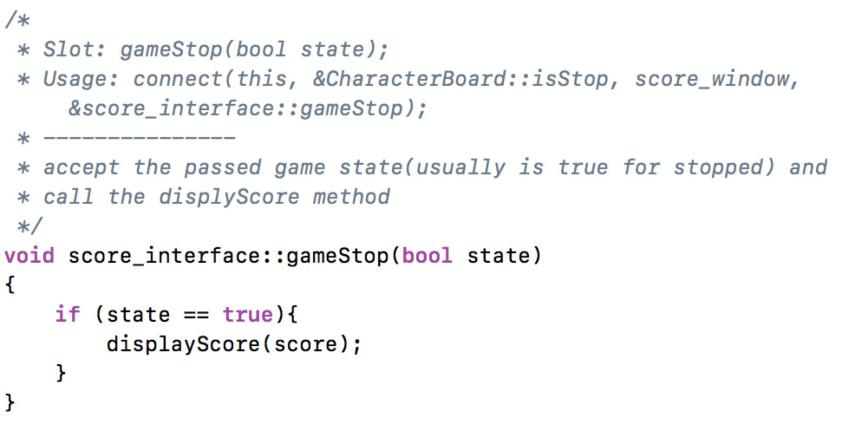 /*
 * Slot: gameStop(bool state);
 * Usage: connect(this, &CharacterBoard::isStop, score_window,
      &score_interface::gameStop);
 * ---------------
 * accept the passed game state(usually is true for stopped) and
 * call the displyScore method
 */
void score_interface::gameStop(bool state)
{
    if (state == true){
        displayScore(score);
    }
}